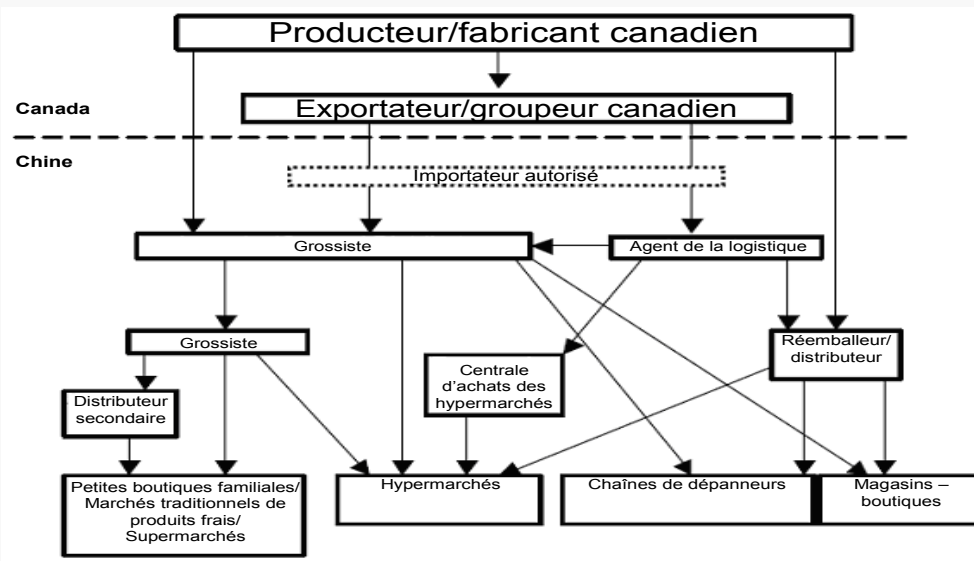 Producteur/fabricant canadien
Canada
Exportateur/groupeur canadien
Chine
Importateur autorisé
Grossiste
Agent de la logistique
Grossiste
Réemballeur/
distributeur
Centrale
d'achats des
hypermarchés
Distributeur
secondaire
Petites boutiques familiales/
Marchés traditionnels de
produits frais/
Supermarchés
Hypermarchés
Chaînes de dépanneurs
Magasins –
boutiques